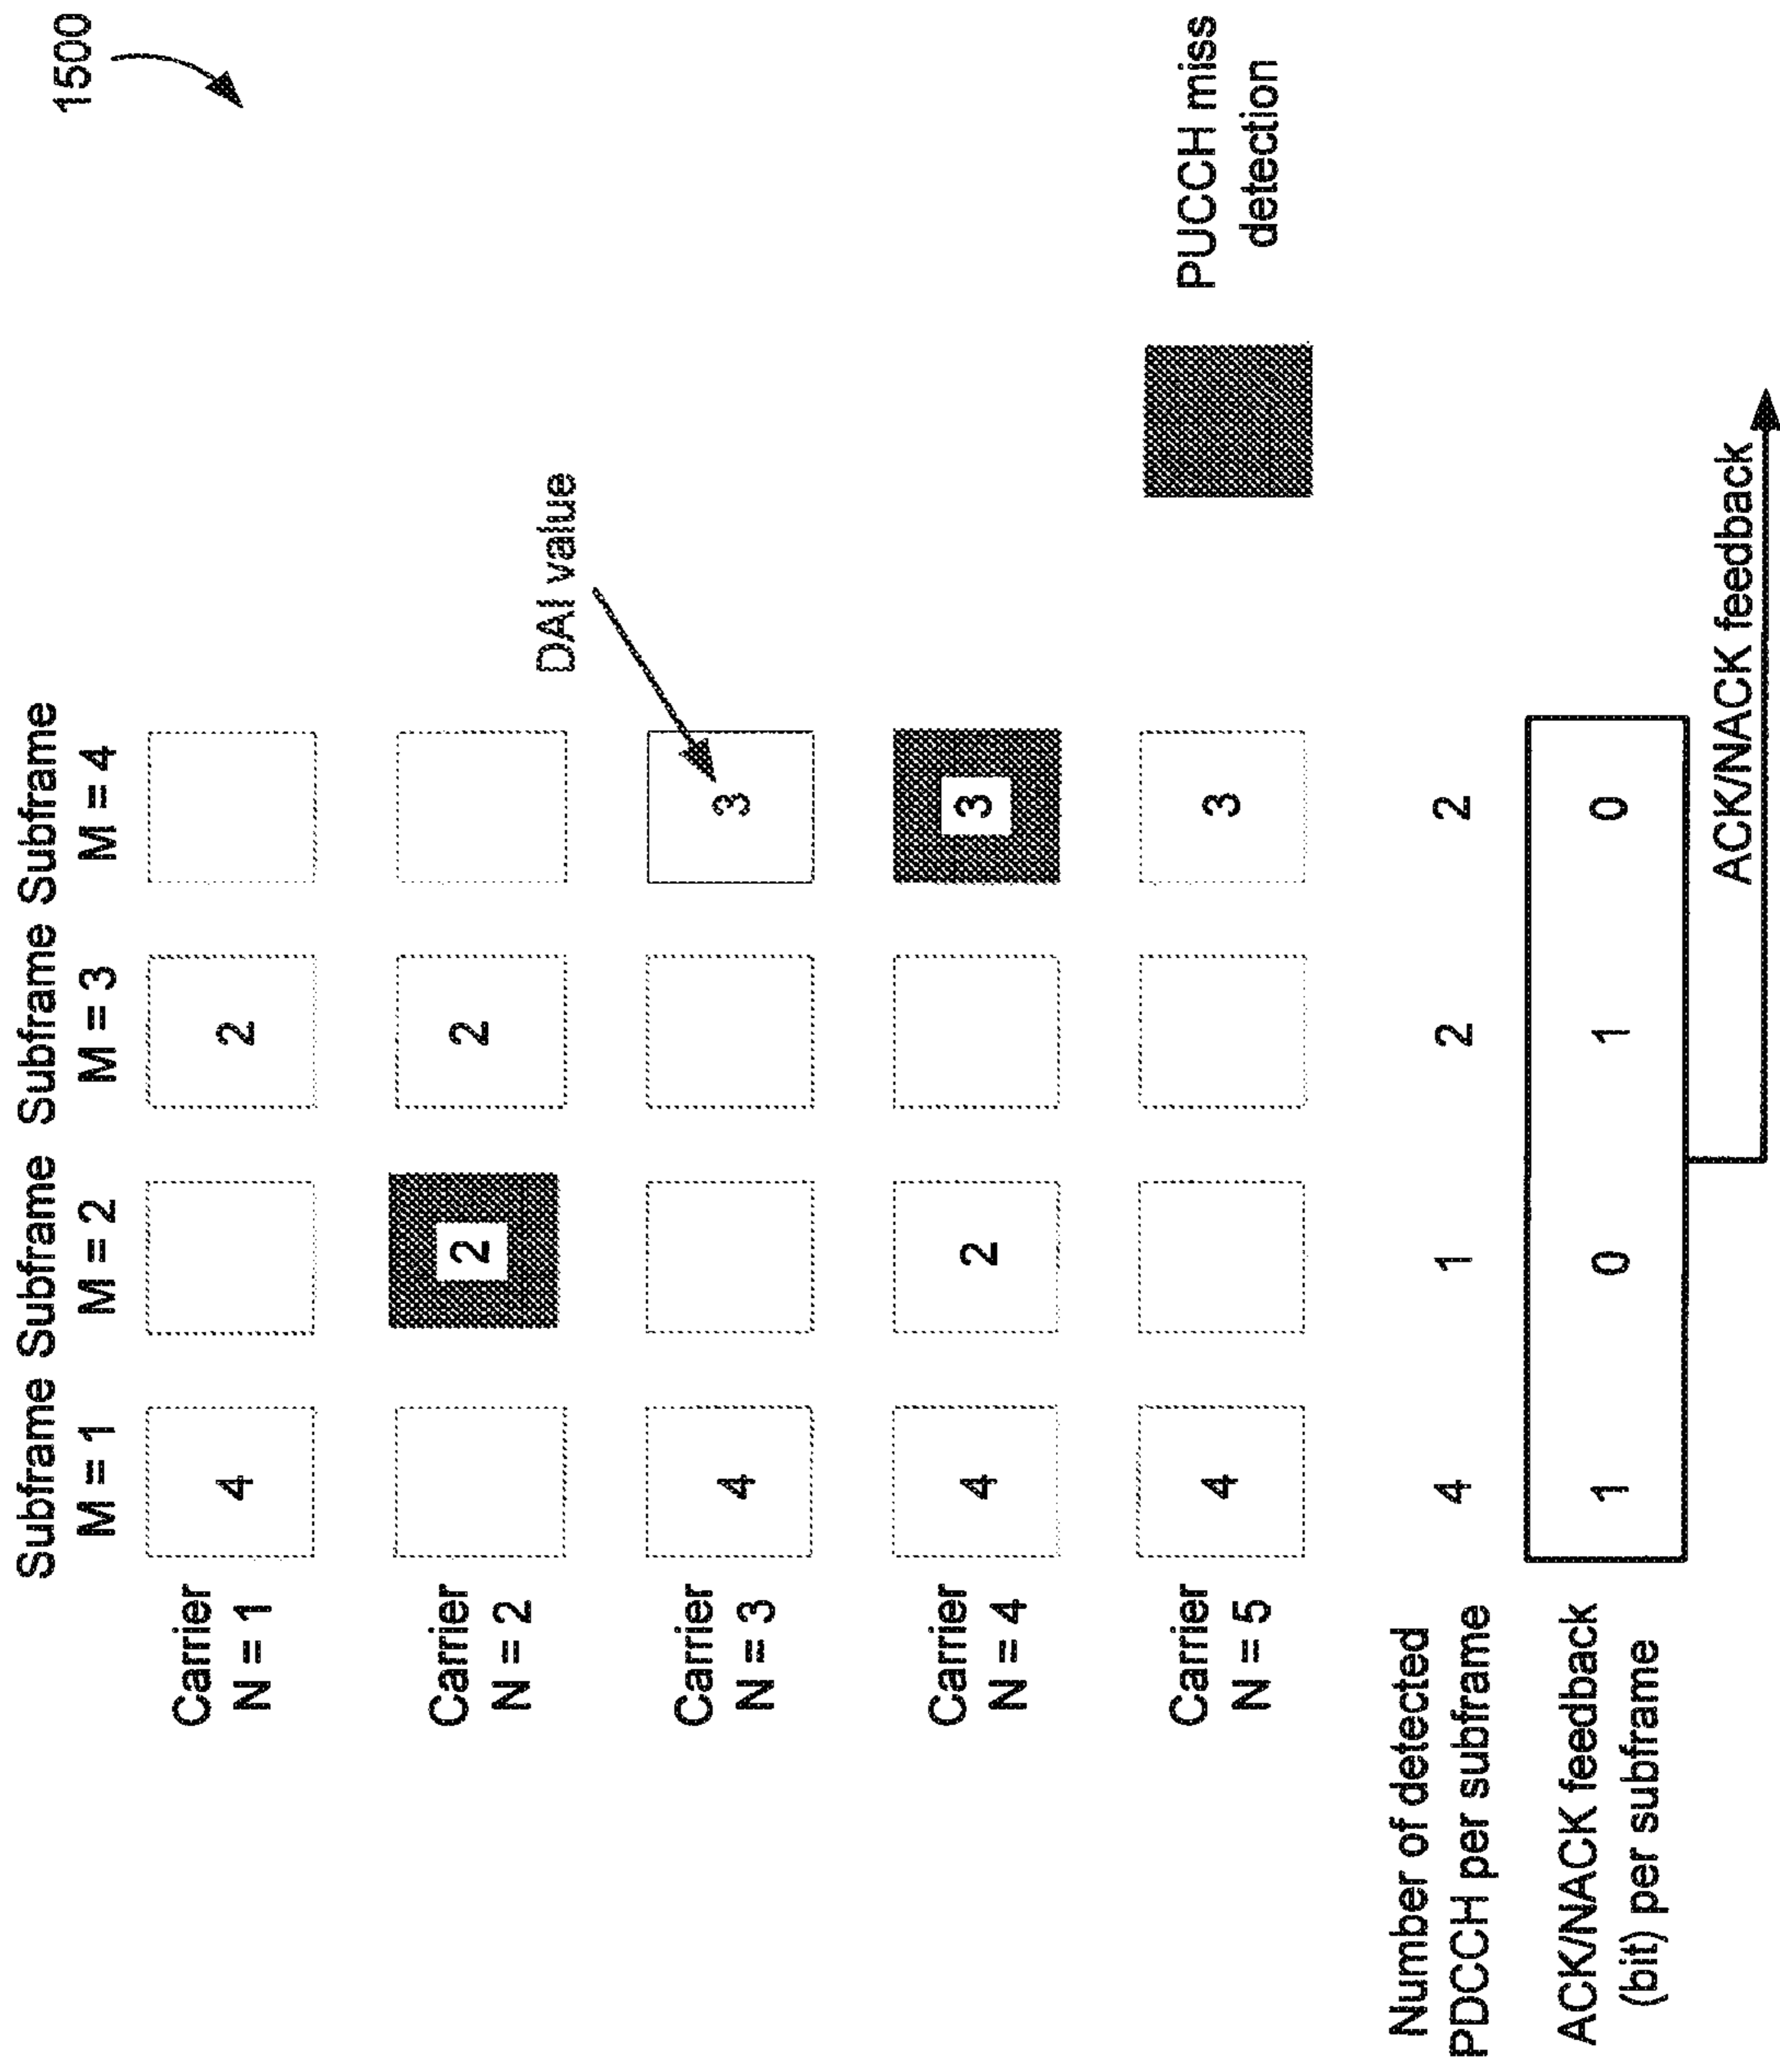 1500
Subframe Subframe Subframe Subframe
M = 1 M = 2 M = 3 M = 4
Carrier
N = 1
4 2
Carrier
N = 2
2 2
DAI value
Carrier
N = 3
4 3
Carrier
N = 4
4 2 3
Carrier
N = 5
4 3
PUCCH miss
detection
Number of detected
PDCCH per subframe
4 1 2 2
ACK/NACK feedback
(bit) per subframe
1 0 1 0
ACK/NACK feedback